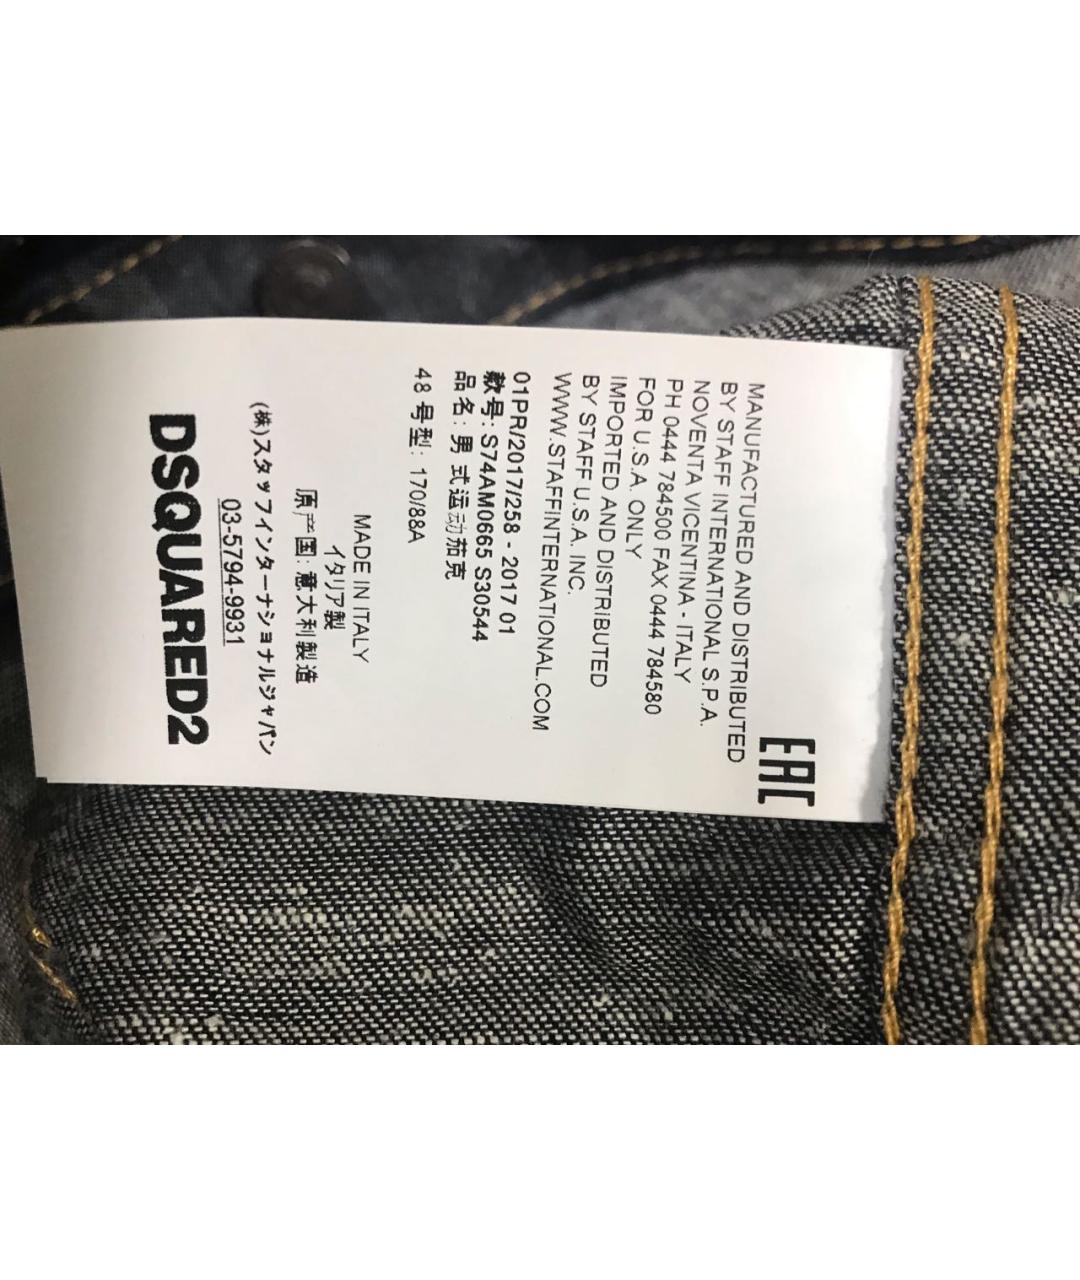 EAC
MANUFACTURED AND DISTRIBUTED
BY STAFF INTERNATIONAL S.P.A.
NOVENTA VICENTINA - ITALY
PH 0444 784500 FAX 0444 784580
FOR U.S.A. ONLY
IMPORTED AND DISTRIBUTED
BY STAFF U.S.A. INC.
WWW.STAFFINTERNATIONAL.COM
01PR/2017/258 - 2017 01
款号: S74AM0665 S30544
品名: 男 式运动茄克
48 号型: 170/88A
MADE IN ITALY
イタリア製
原产国: 意大利製造
(株)スタッフインターナショナルジャパン
03-5794-9931
DSQUARED2